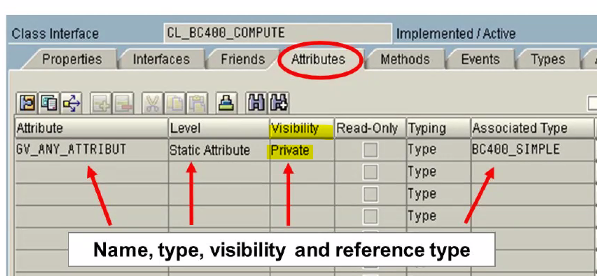 Class Interface CL_BC400_COMPUTE Implemented / Active
Properties Interfaces Friends Attributes Methods Events Types
Attribute Level Visibility Read-Only Typing Associated Type
GV_ANY_ATTRIBUT Static Attribute Private Type BC400_SIMPLE
Type
Type
Type
Name, type, visibility and reference type